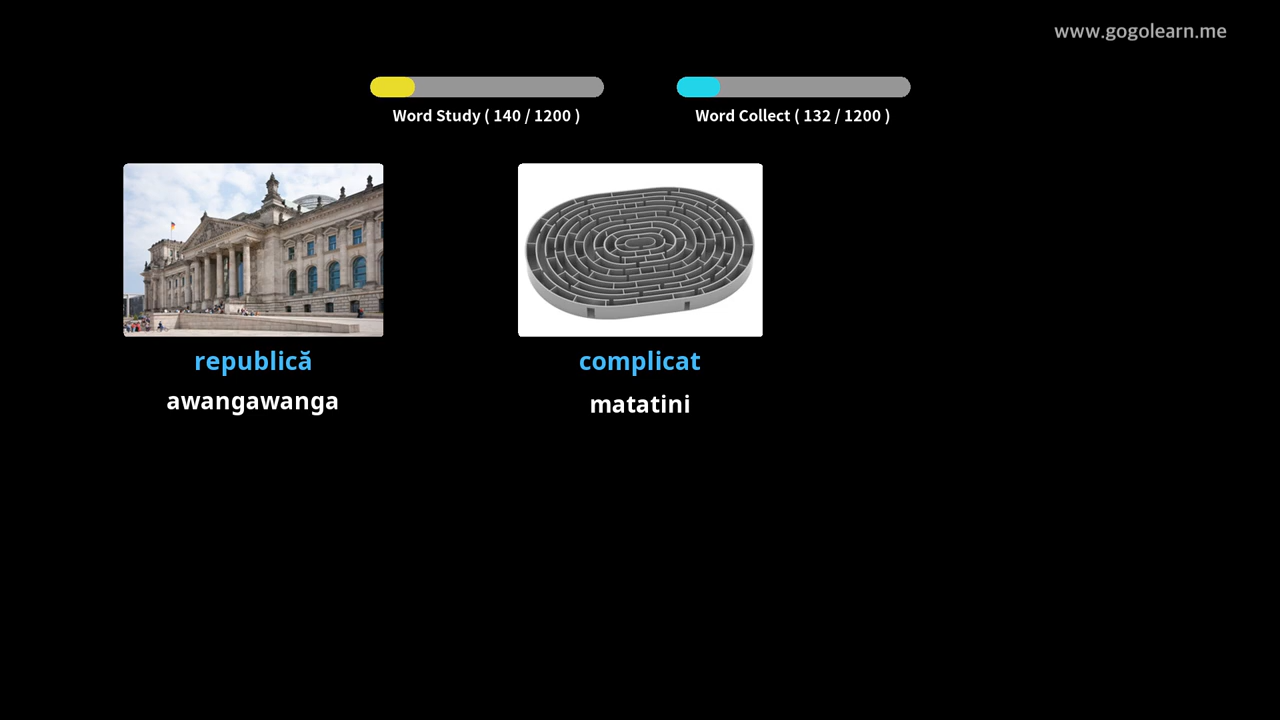 www.gogolearn.me
Word Study ( 140 / 1200 )
Word Collect ( 132 / 1200 )
republică
awangawanga
complicat
matatini